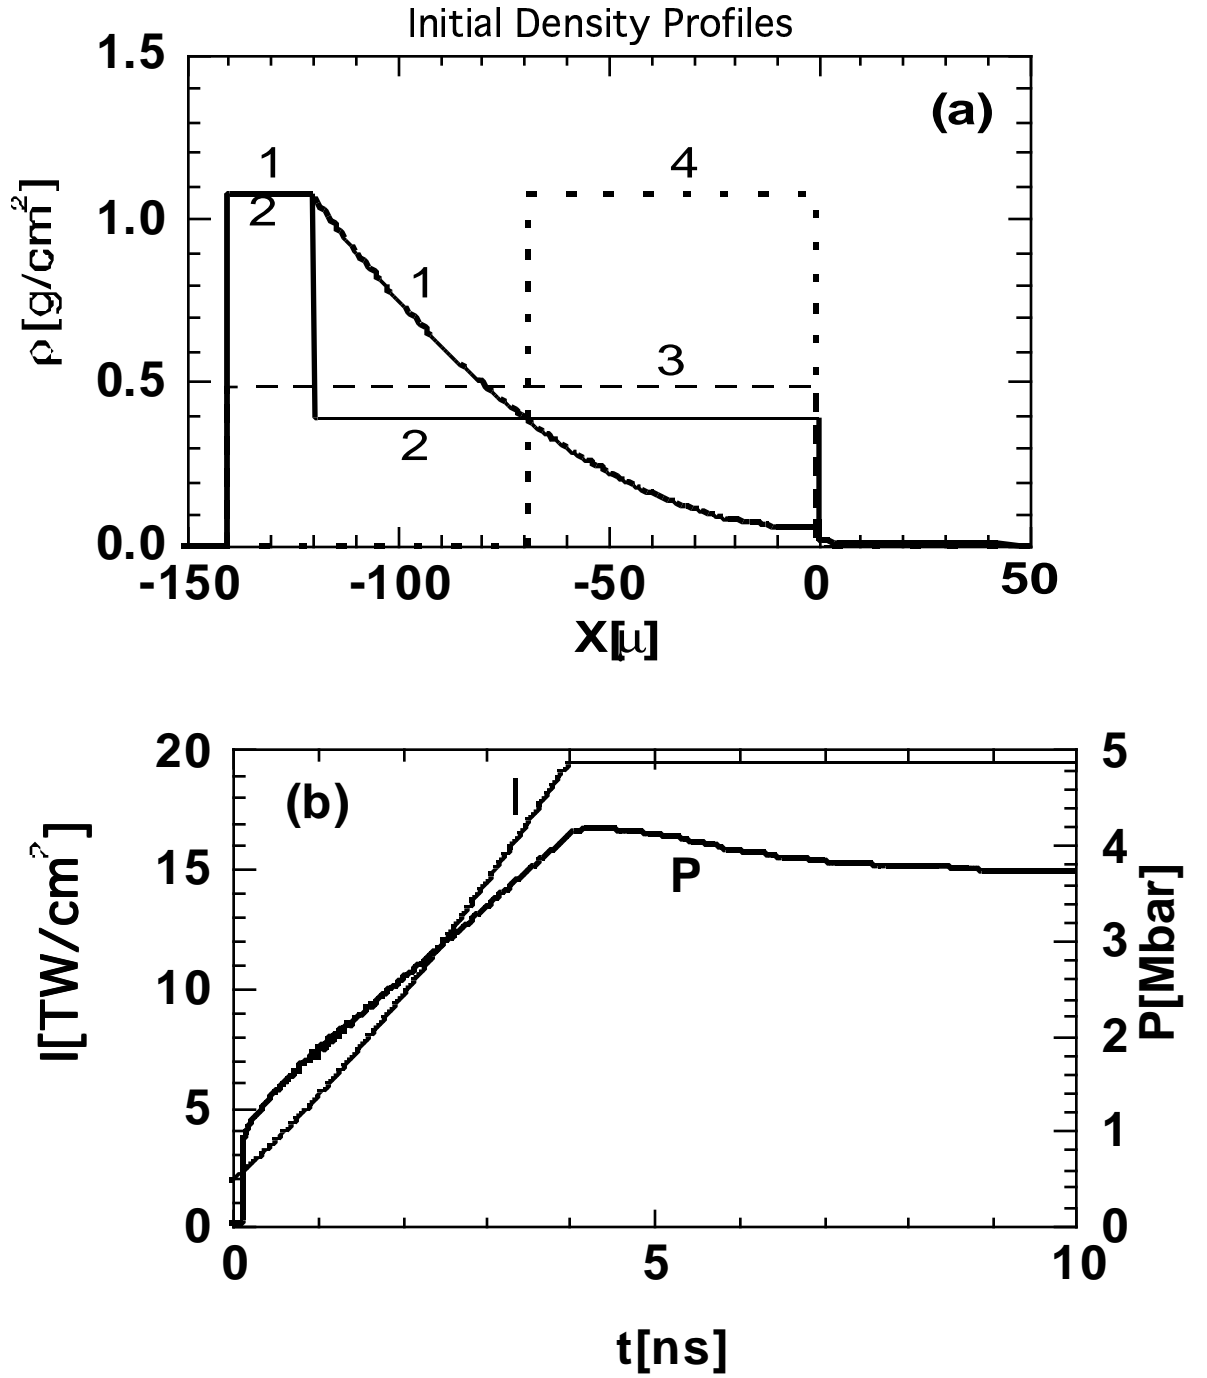 Initial Density Profiles
1.5
(a)
1
4
2
1.0
ρ[g/cm²]
1
3
0.5
2
0.0
-150 -100 -50 0 50
X[μ]
20 5
(b) I
4
15 P
I[TW/cm²] P[Mbar]
3
10
2
5
1
0 0
0 5 10
t[ns]